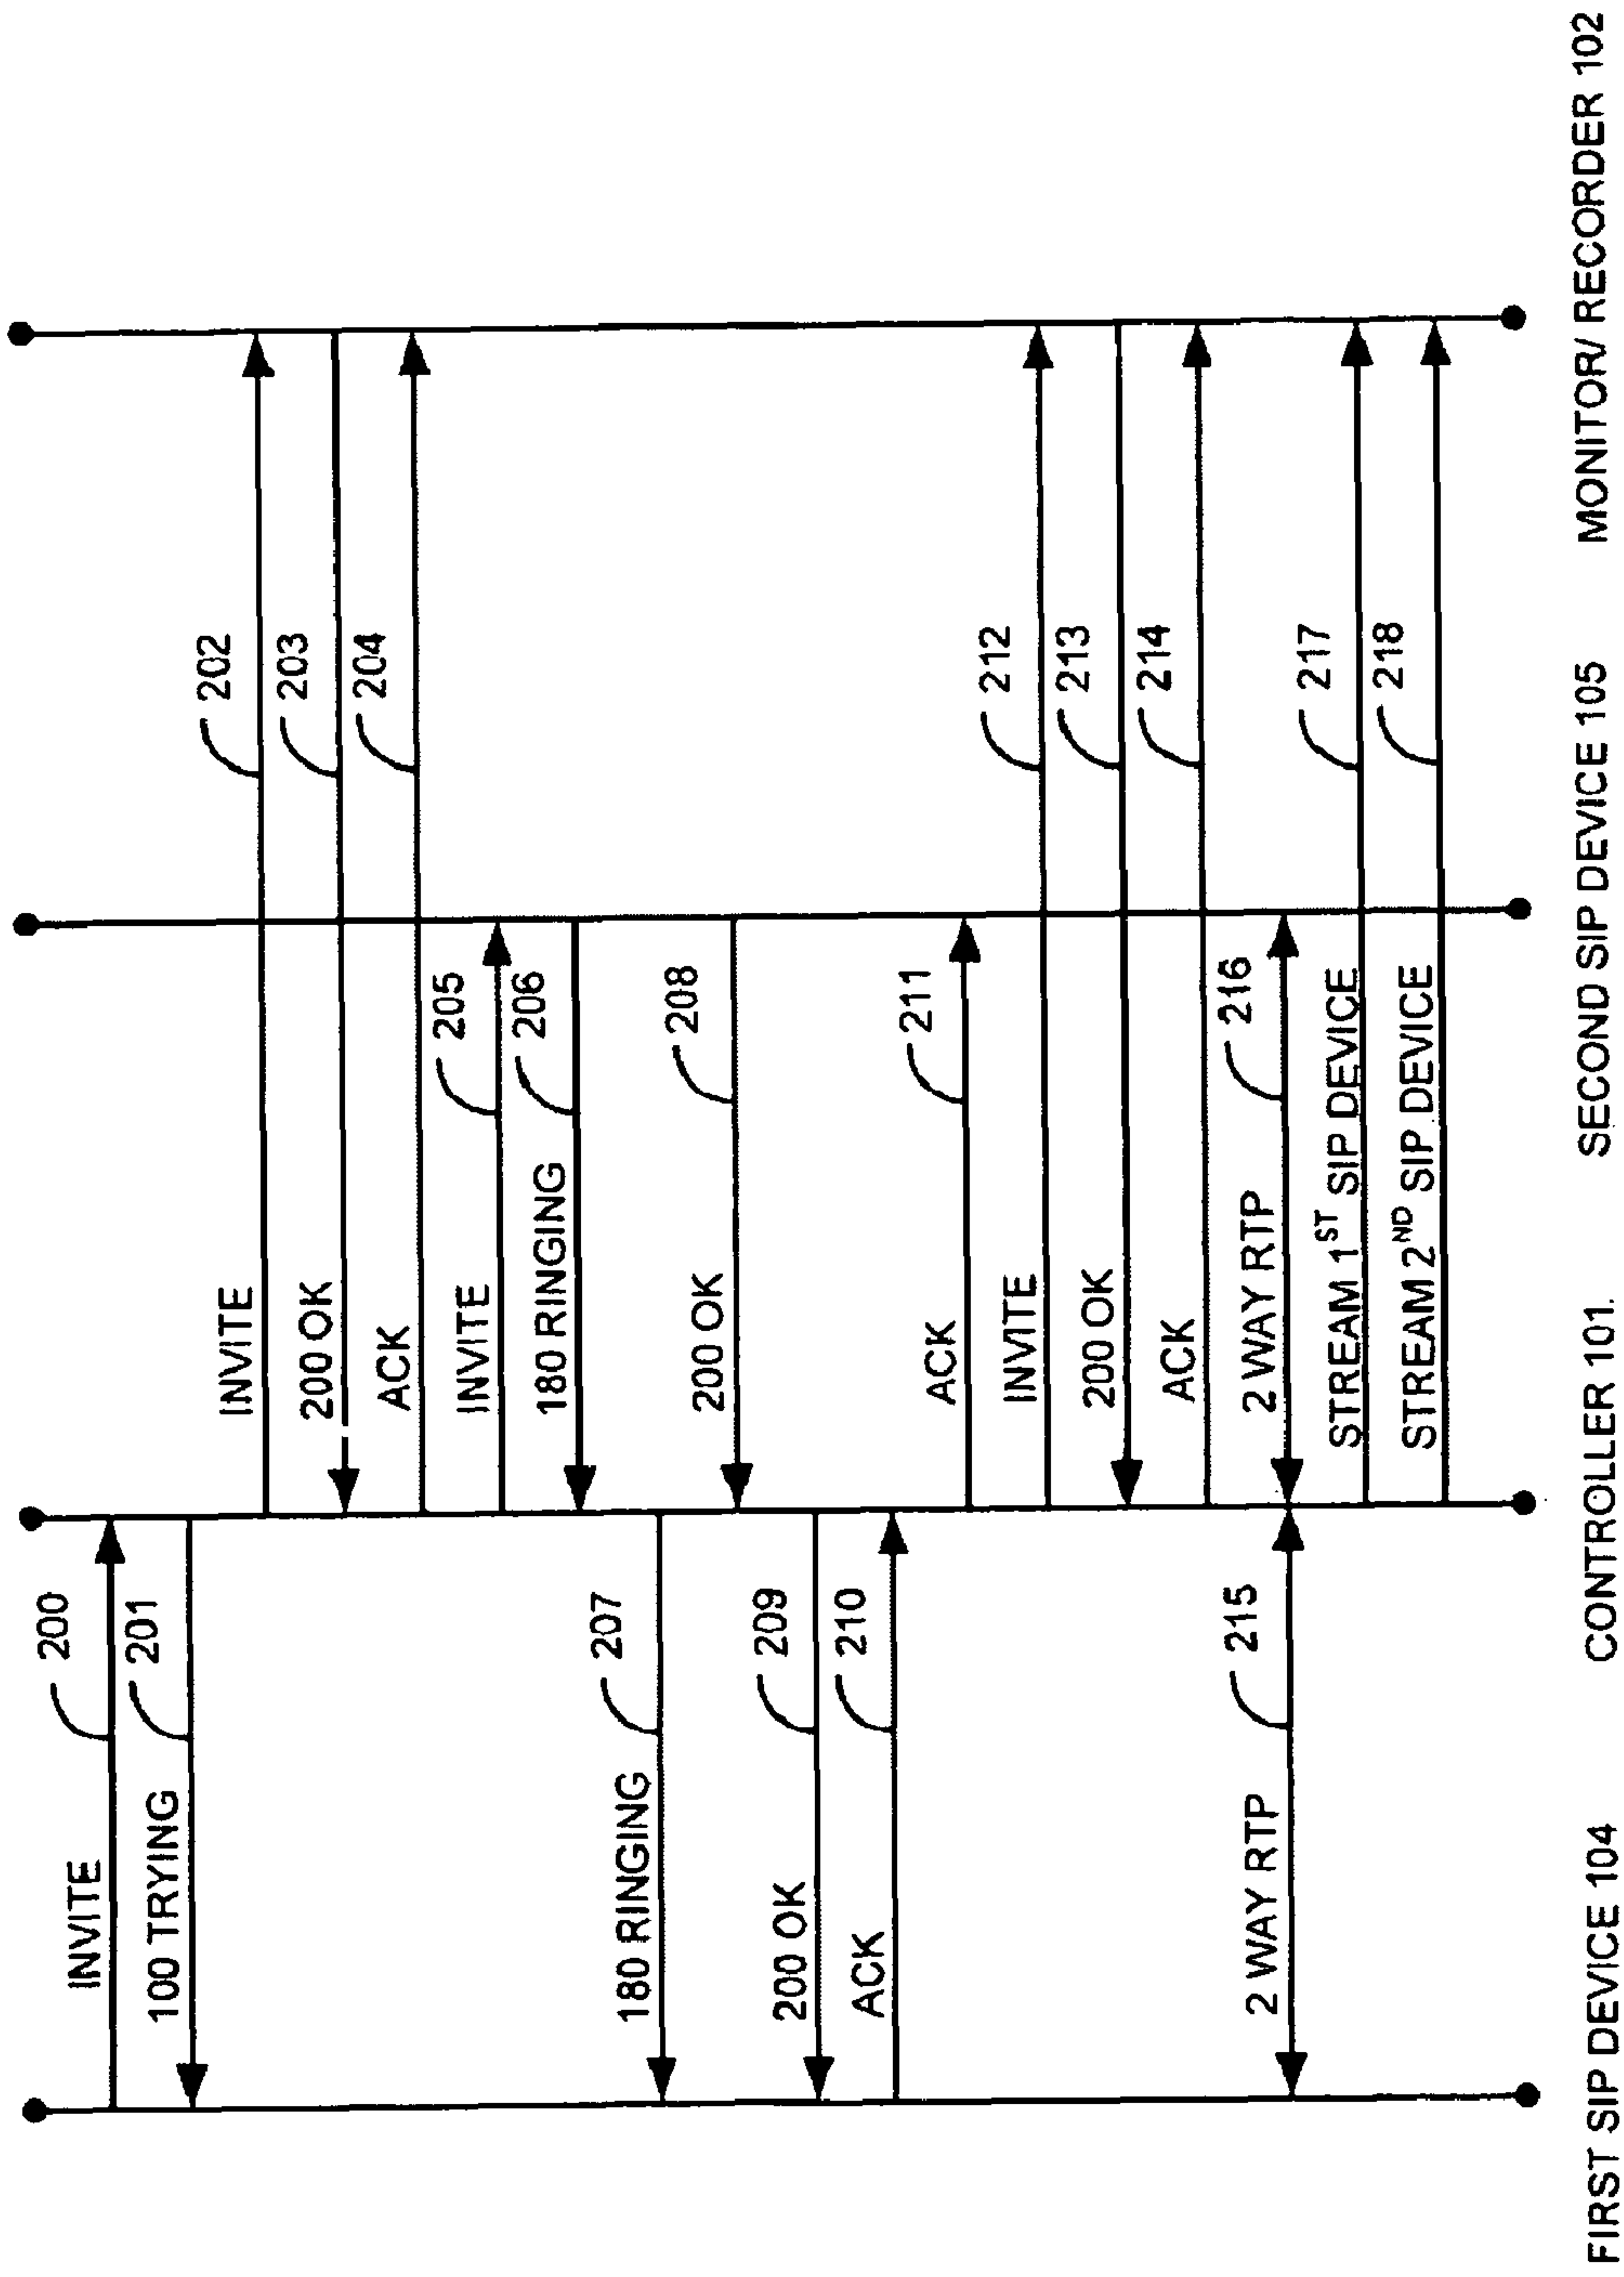 INVITE
200
100 TRYING
201
INVITE
202
200 OK
203
ACK
204
INVITE
205
180 RINGING
206
180 RINGING
207
200 OK
208
200 OK
209
ACK
210
ACK
211
INVITE
212
200 OK
213
ACK
214
2 WAY RTP
215
2 WAY RTP
216
STREAM 1ST SIP DEVICE
217
STREAM 2ND SIP DEVICE
218
FIRST SIP DEVICE 104
CONTROLLER 101.
SECOND SIP DEVICE 105
MONITOR/ RECORDER 102